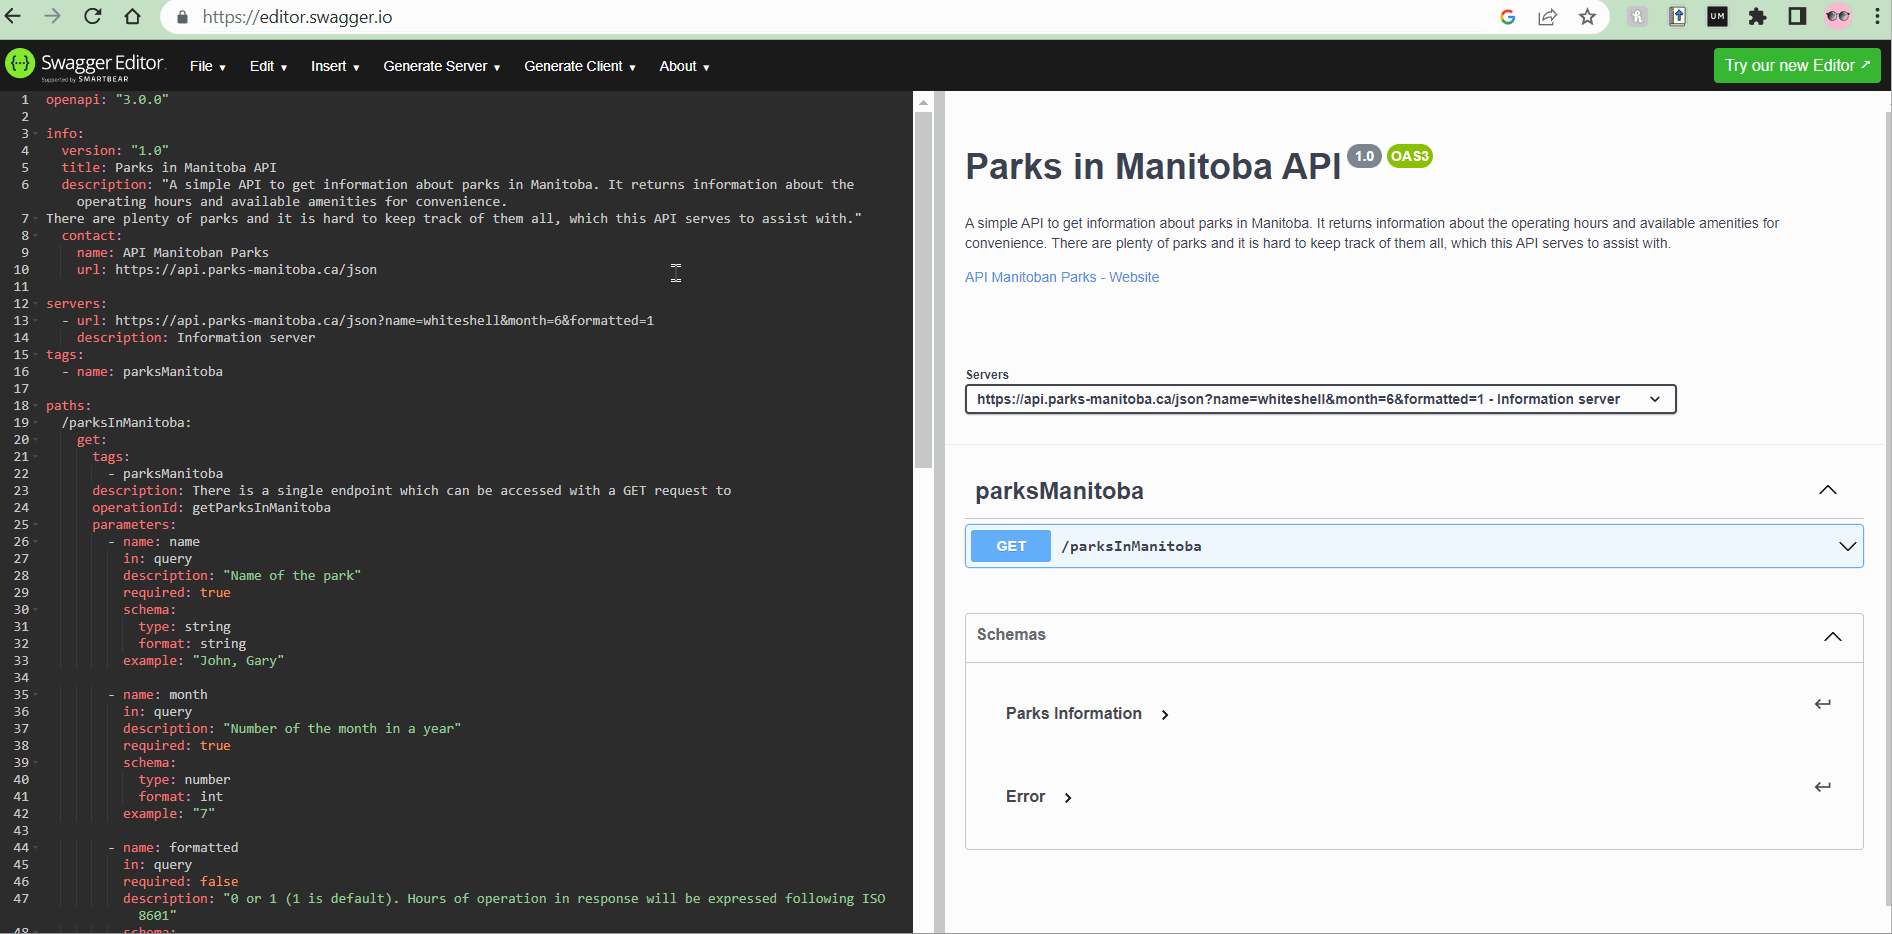 https://editor.swagger.io
UM
Swagger Editor
Supported by SMARTBEAR
File
Edit
Insert
Generate Server
Generate Client
About
Try our new Editor
1 openapi: "3.0.0"
2
3 info:
4 version: "1.0"
5 title: Parks in Manitoba API
6 description: "A simple API to get information about parks in Manitoba. It returns information about the
operating hours and available amenities for convenience.
7 There are plenty of parks and it is hard to keep track of them all, which this API serves to assist with."
8 contact:
9 name: API Manitoban Parks
10 url: https://api.parks-manitoba.ca/json
11
12 servers:
13 - url: https://api.parks-manitoba.ca/json?name=whiteshell&month=6&formatted=1
14 description: Information server
15 tags:
16 - name: parksManitoba
17
18 paths:
19 /parksInManitoba:
20 get:
21 tags:
22 - parksManitoba
23 description: There is a single endpoint which can be accessed with a GET request to
24 operationId: getParksInManitoba
25 parameters:
26 - name: name
27 in: query
28 description: "Name of the park"
29 required: true
30 schema:
31 type: string
32 format: string
33 example: "John, Gary"
34
35 - name: month
36 in: query
37 description: "Number of the month in a year"
38 required: true
39 schema:
40 type: number
41 format: int
42 example: "7"
43
44 - name: formatted
45 in: query
46 required: false
47 description: "0 or 1 (1 is default). Hours of operation in response will be expressed following ISO
8601"
48 schema:
Parks in Manitoba API 1.0 OAS3
A simple API to get information about parks in Manitoba. It returns information about the operating hours and available amenities for
convenience. There are plenty of parks and it is hard to keep track of them all, which this API serves to assist with.
API Manitoban Parks - Website
Servers
https://api.parks-manitoba.ca/json?name=whiteshell&month=6&formatted=1 - Information server
parksManitoba
GET /parksInManitoba
Schemas
Parks Information
Error